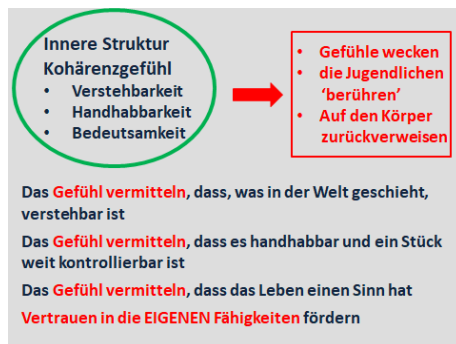 Innere Struktur
Kohärenzgefühl
• Verstehbarkeit
• Handhabbarkeit
• Bedeutsamkeit
• Gefühle wecken
• die Jugendlichen
‘berühren’
• Auf den Körper
zurückverweisen
Das Gefühl vermitteln, dass, was in der Welt geschieht,
verstehbar ist
Das Gefühl vermitteln, dass es handhabbar und ein Stück
weit kontrollierbar ist
Das Gefühl vermitteln, dass das Leben einen Sinn hat
Vertrauen in die EIGENEN Fähigkeiten fördern